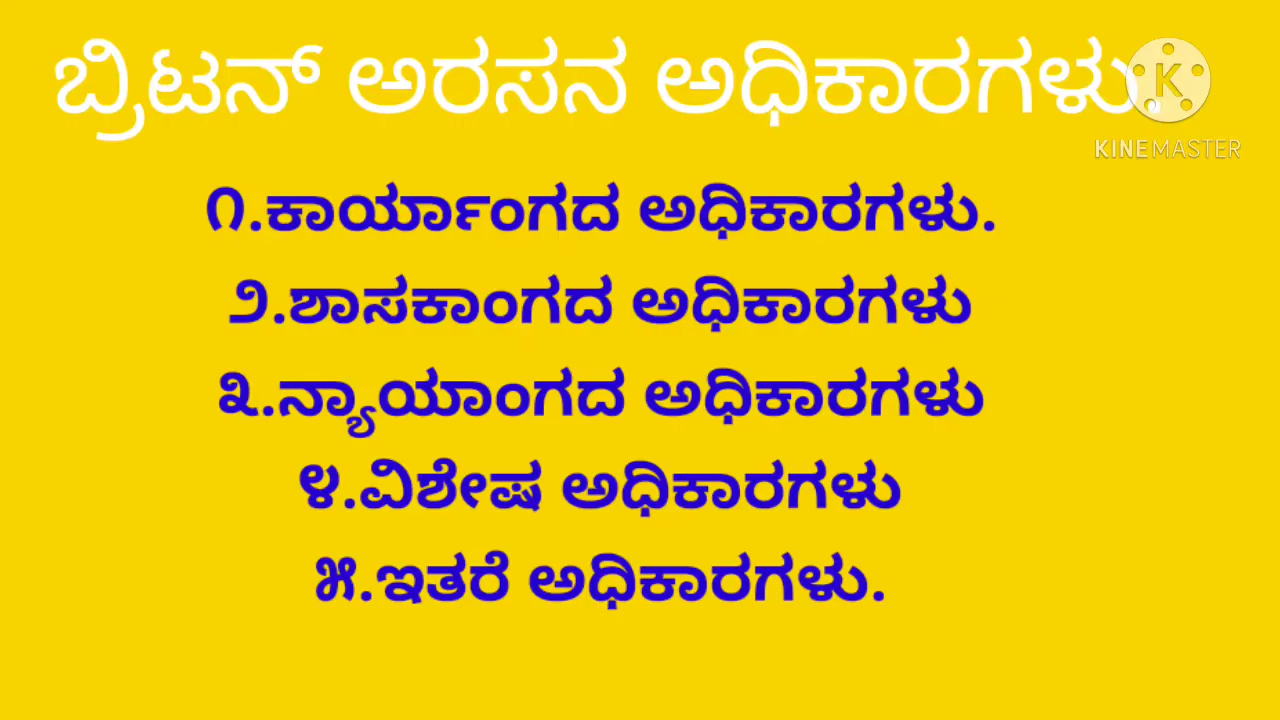 ಬ್ರಿಟನ್ ಅರಸನ ಅಧಿಕಾರಗಳು.
K
KINEMASTER
೧.ಕಾರ್ಯಾಂಗದ ಅಧಿಕಾರಗಳು.
೨.ಶಾಸಕಾಂಗದ ಅಧಿಕಾರಗಳು
೩.ನ್ಯಾಯಾಂಗದ ಅಧಿಕಾರಗಳು
೪.ವಿಶೇಷ ಅಧಿಕಾರಗಳು
೫.ಇತರೆ ಅಧಿಕಾರಗಳು.